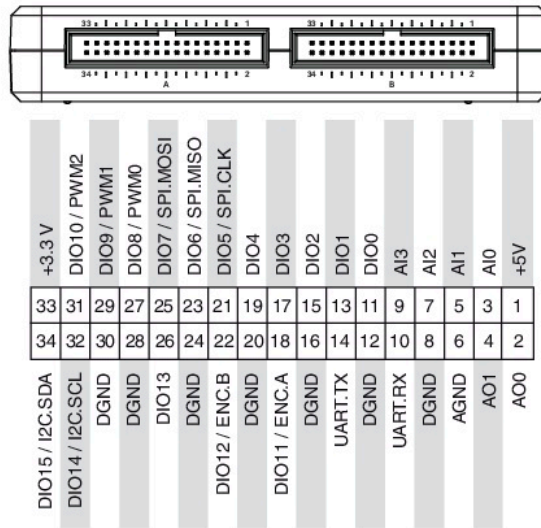 33 1 33 1
34 2 34 2
A B
+3.3 V DIO10 / PWM2 DIO9 / PWM1 DIO8 / PWM0 DIO7 / SPI.MOSI DIO6 / SPI.MISO DIO5 / SPI.CLK DIO4 DIO3 DIO2 DIO1 DIO0 AI3 AI2 AI1 AI0 +5V
33 31 29 27 25 23 21 19 17 15 13 11 9 7 5 3 1
34 32 30 28 26 24 22 20 18 16 14 12 10 8 6 4 2
DIO15 / I2C.SDA DIO14 / I2C.SCL DGND DGND DIO13 DGND DIO12 / ENC.B DGND DIO11 / ENC.A DGND UART.TX DGND UART.RX DGND AGND AO1 AO0